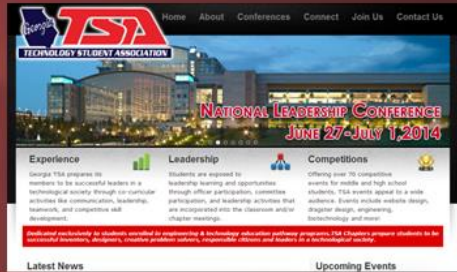 Georgia
TSA
TECHNOLOGY STUDENT ASSOCIATION
Home About Conferences Connect Join Us Contact Us
NATIONAL LEADERSHIP CONFERENCE
JUNE 27-JULY 1, 2014
Experience
Georgia TSA prepares its
members to be successful leaders in a
technological society through co-curricular
activities like communication, leadership,
teamwork, and competitive skill
development.
Leadership
Students are exposed to
leadership learning and opportunities
through officer participation, committee
participation, and leadership activities that
are incorporated into the classroom and/or
chapter meetings.
Competitions
Offering over 70 competitive
events for middle and high school
students, TSA events appeal to a wide
audience. Events include website design,
dragster design, engineering,
biotechnology and more!
Dedicated exclusively to students enrolled in engineering & technology education pathway programs,TSA Chapters prepare students to be
successful inventors, designers, creative problem solvers, responsible citizens and leaders in a technological society.
Latest News
Upcoming Events